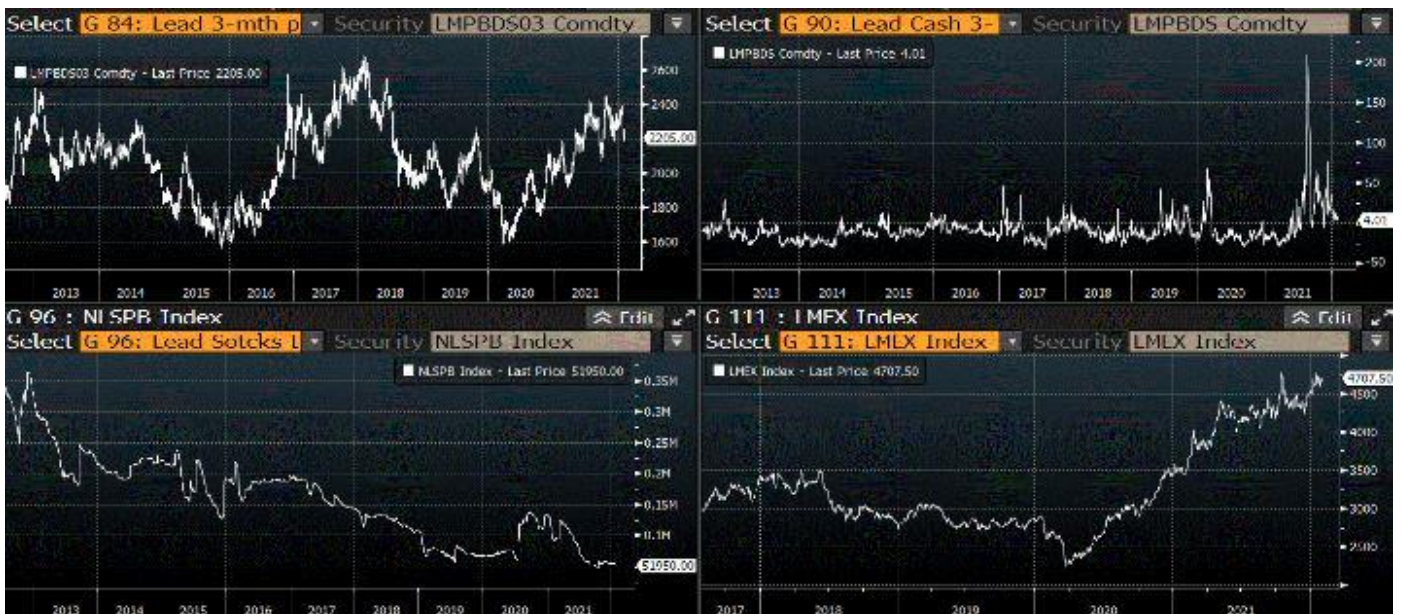 Select G 84: Lead 3-mth p Security LMPBDS03 Comdty
LMPBDS03 Comdty - Last Price 2205.00
2600
2400
2205.00
2000
1800
1600
2013 2014 2015 2016 2017 2018 2019 2020 2021
Select G 90: Lead Cash 3- Security LMPBDS Comdty
LMPBDS Comdty - Last Price 4.01
200
150
100
50
4.01
-50
2013 2014 2015 2016 2017 2018 2019 2020 2021
G 96 : NLSPB Index Edit
Select G 96: Lead Sotcks L Security NLSPB Index
NLSPB Index - Last Price 51950.00
0.35M
0.3M
0.25M
0.2M
0.15M
0.1M
51950.00
2013 2014 2015 2016 2017 2018 2019 2020 2021
G 111 : LMEX Index Edit
Select G 111: LMEX Index Security LMEX Index
LMEX Index - Last Price 4707.50
4707.50
4500
4000
3500
3000
2500
2017 2018 2019 2020 2021